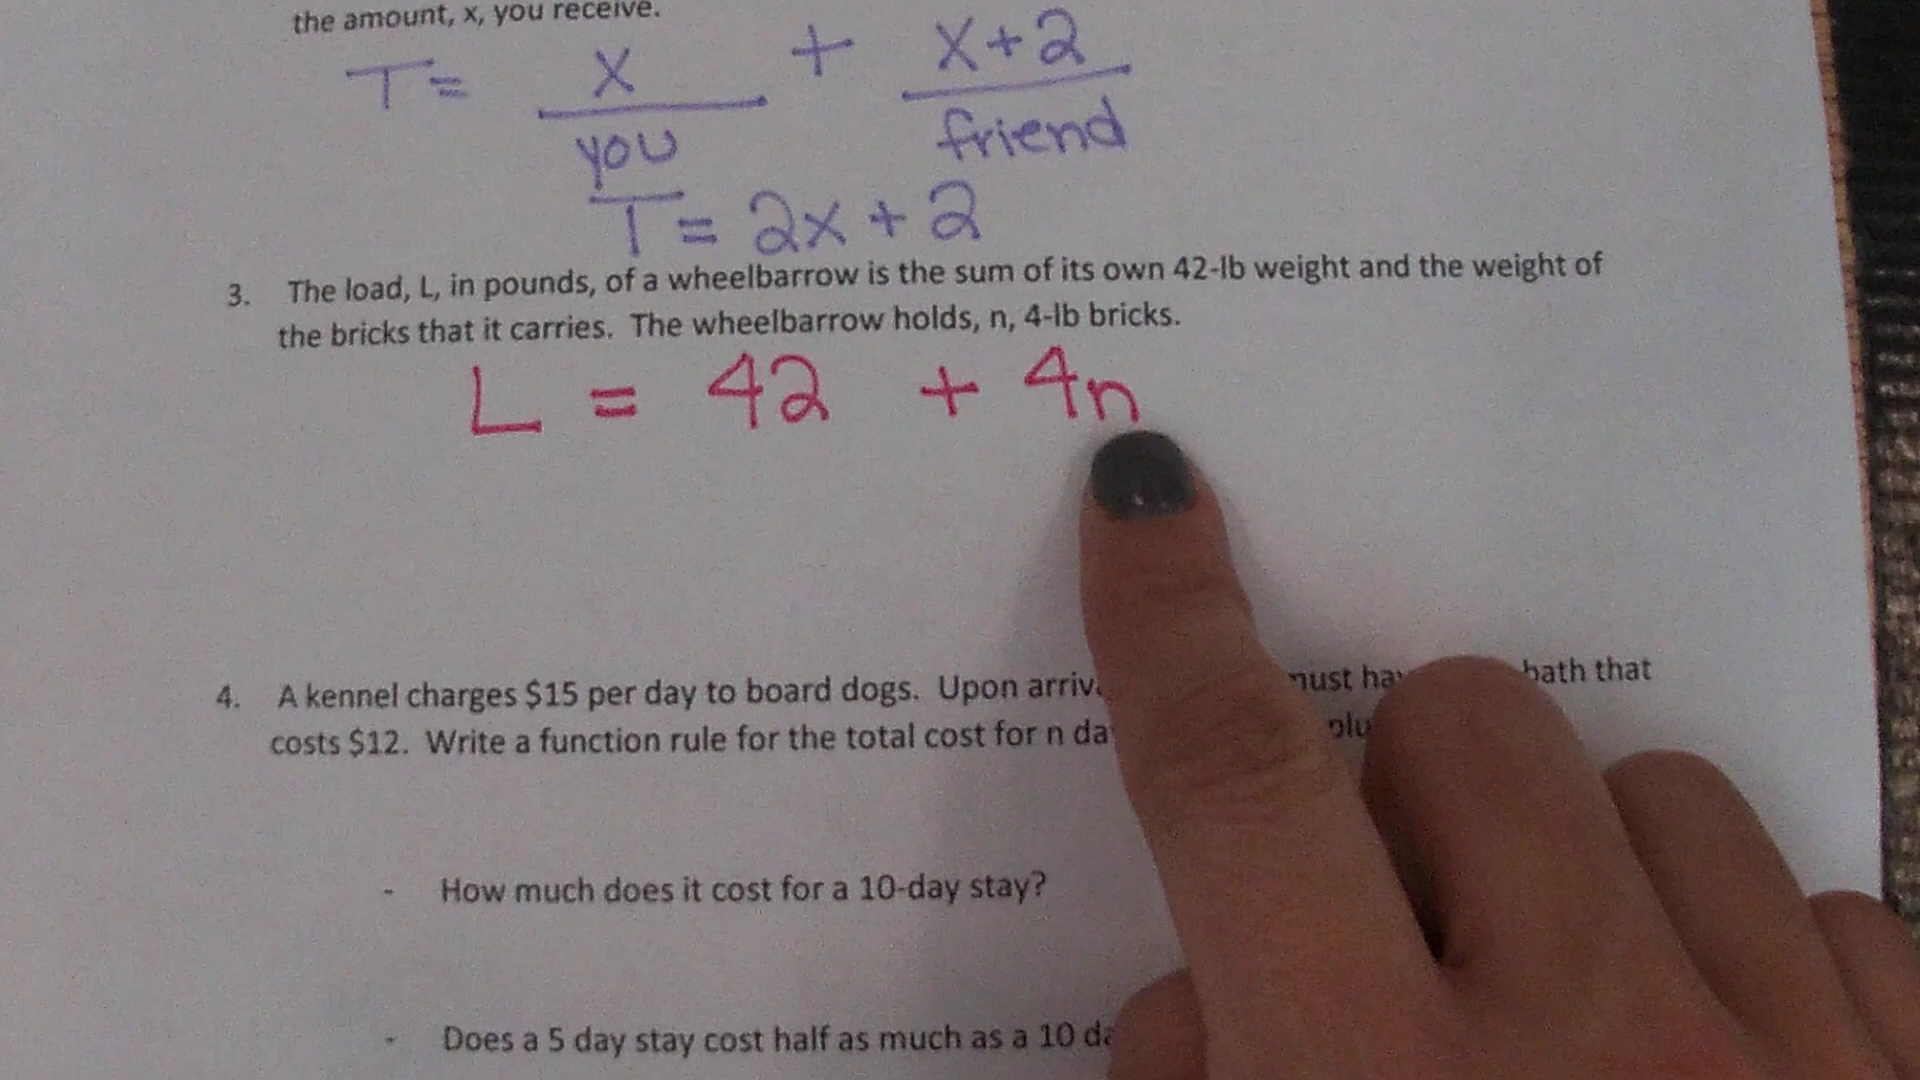 the amount, x, you receive.
T= x + x+2
you friend
T= 2x+2
3. The load, L, in pounds, of a wheelbarrow is the sum of its own 42-lb weight and the weight of
the bricks that it carries. The wheelbarrow holds, n, 4-lb bricks.
L = 42 + 4n
4. A kennel charges $15 per day to board dogs. Upon bath that
costs $12. Write a function rule for the total cost for n
- How much does it cost for a 10-day stay?
- Does a 5 day stay cost half as much as a 10